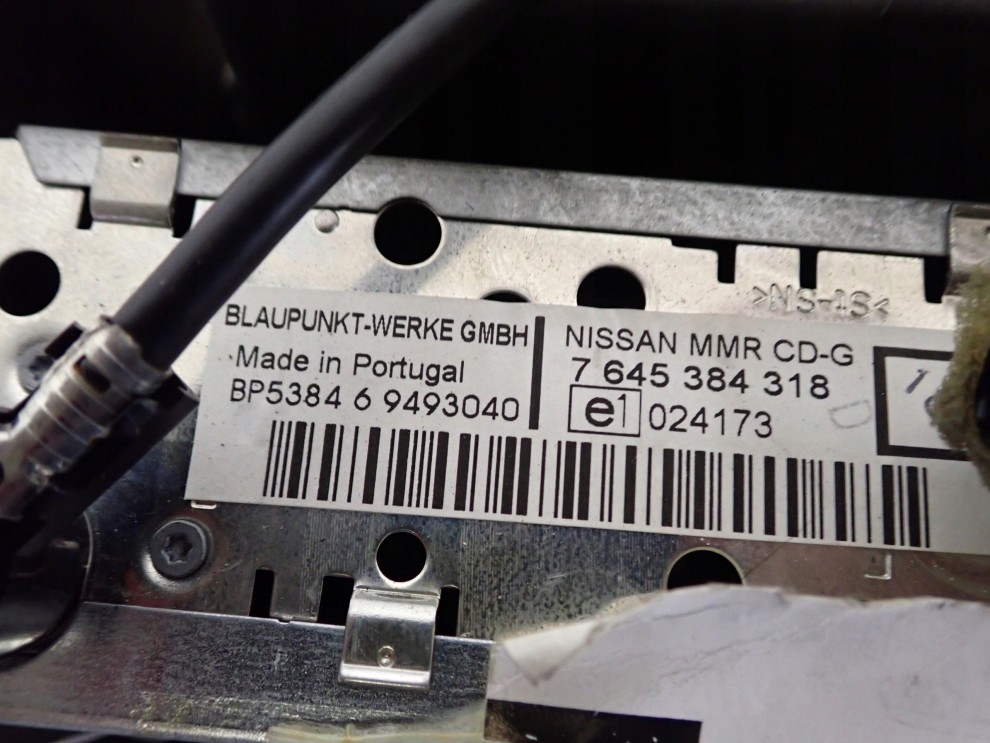 BLAUPUNKT-WERKE GMBH
Made in Portugal
BP5384 6 9493040
NISSAN MMR CD-G
7 645 384 318
e1 024173